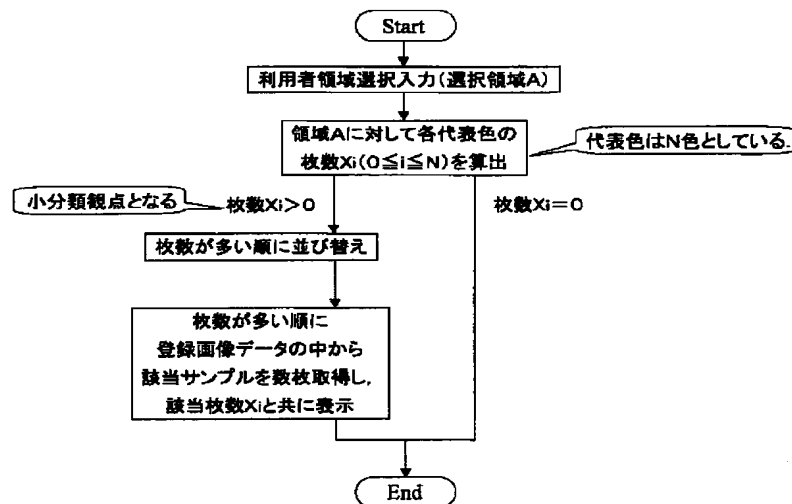 Start
利用者領域選択入力(選択領域A)
領域Aに対して各代表色の
枚数Xi(0≦i≦N)を算出
代表色はN色としている.
小分類観点となる
枚数Xi>0
枚数Xi=0
枚数が多い順に並び替え
枚数が多い順に
登録画像データの中から
該当サンプルを数枚取得し,
該当枚数Xiと共に表示
End